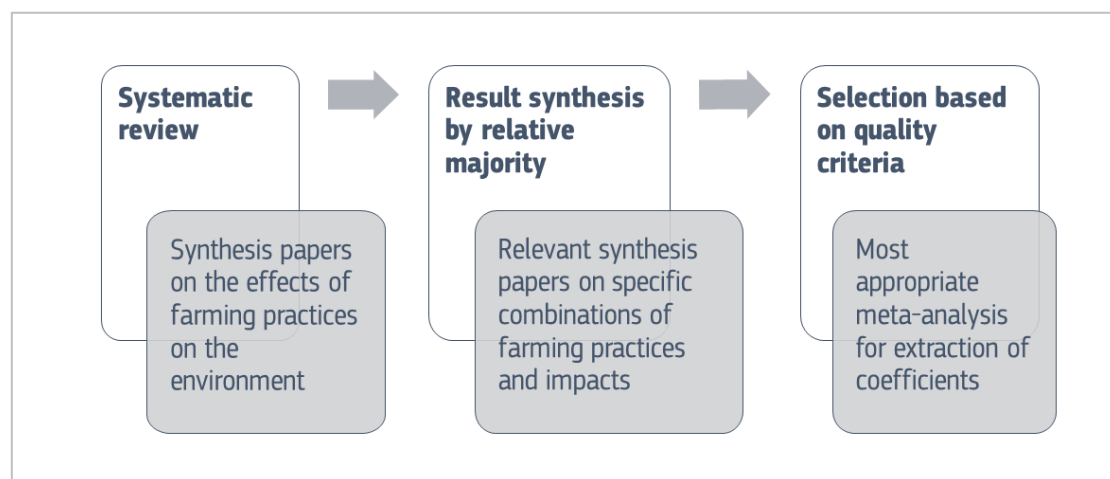 Systematic
review
Synthesis papers
on the effects of
farming practices
on the
environment
Result synthesis
by relative
majority
Relevant synthesis
papers on specific
combinations of
farming practices
and impacts
Selection based
on quality
criteria
Most
appropriate
meta-analysis
for extraction of
coefficients